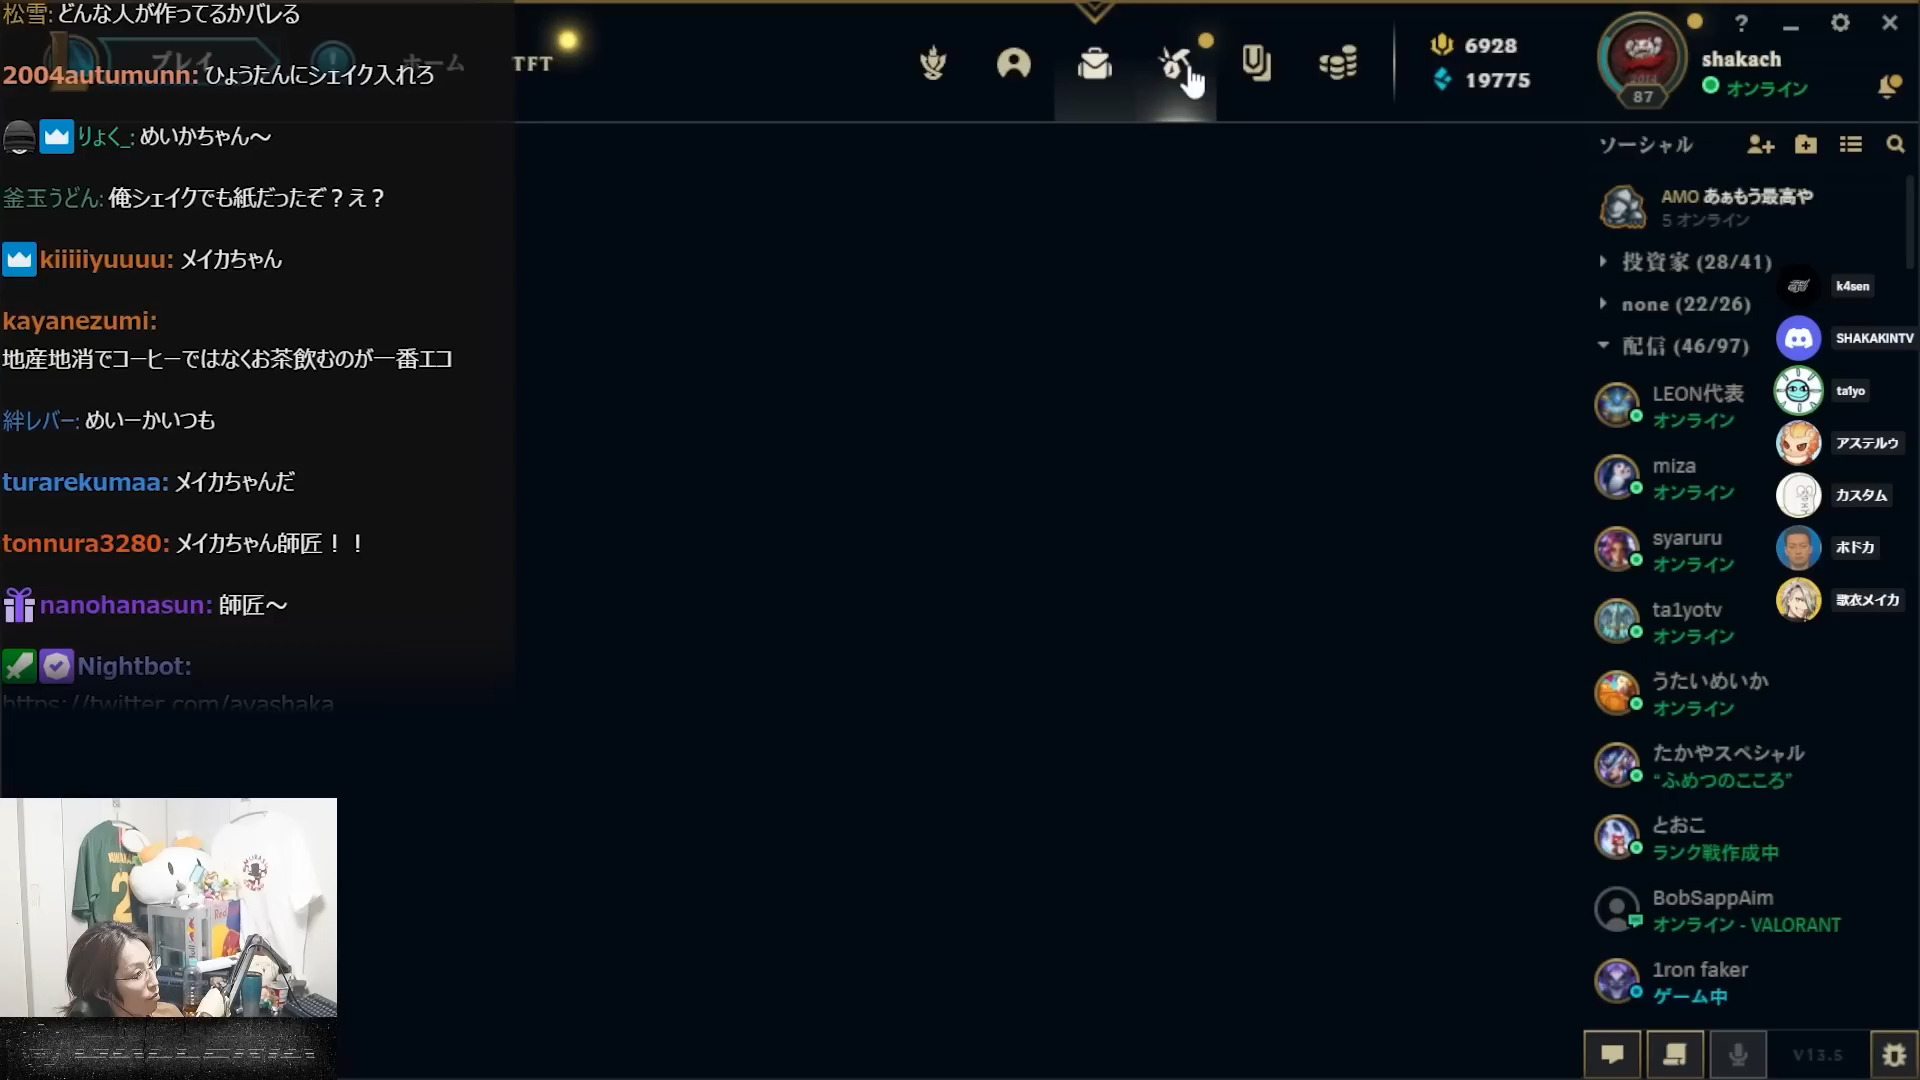 松雪: どんな人が作ってるかバレる
プレイ
ホーム
TFT
2004autumunn: ひょうたんにシェイク入れろ
りょく_: めいかちゃん～
釜玉うどん: 俺シェイクでも紙だったぞ？え？
kiiiiiyuuuu: メイカちゃん
kayanezumi:
地産地消でコーヒーではなくお茶飲むのが一番エコ
絆レバー: めいーかいつも
turarekumaa: メイカちゃんだ
tonnura3280: メイカちゃん師匠！！
nanohanasun: 師匠～
Nightbot:
https://twitter.com/ayashaka
6928
19775
2014
87
shakach
オンライン
ソーシャル
AMO あぁもう最高や
5 オンライン
投資家 (28/41)
none (22/26)
配信 (46/97)
LEON代表
オンライン
miza
オンライン
syaruru
オンライン
ta1yotv
オンライン
うたいめいか
オンライン
たかやスペシャル
“ふめつのこころ”
とおこ
ランク戦作成中
BobSappAim
オンライン - VALORANT
1ron faker
ゲーム中
k4sen
SHAKAKINTV
ta1yo
アステルゥ
カスタム
ボドカ
歌衣メイカ
V13.5